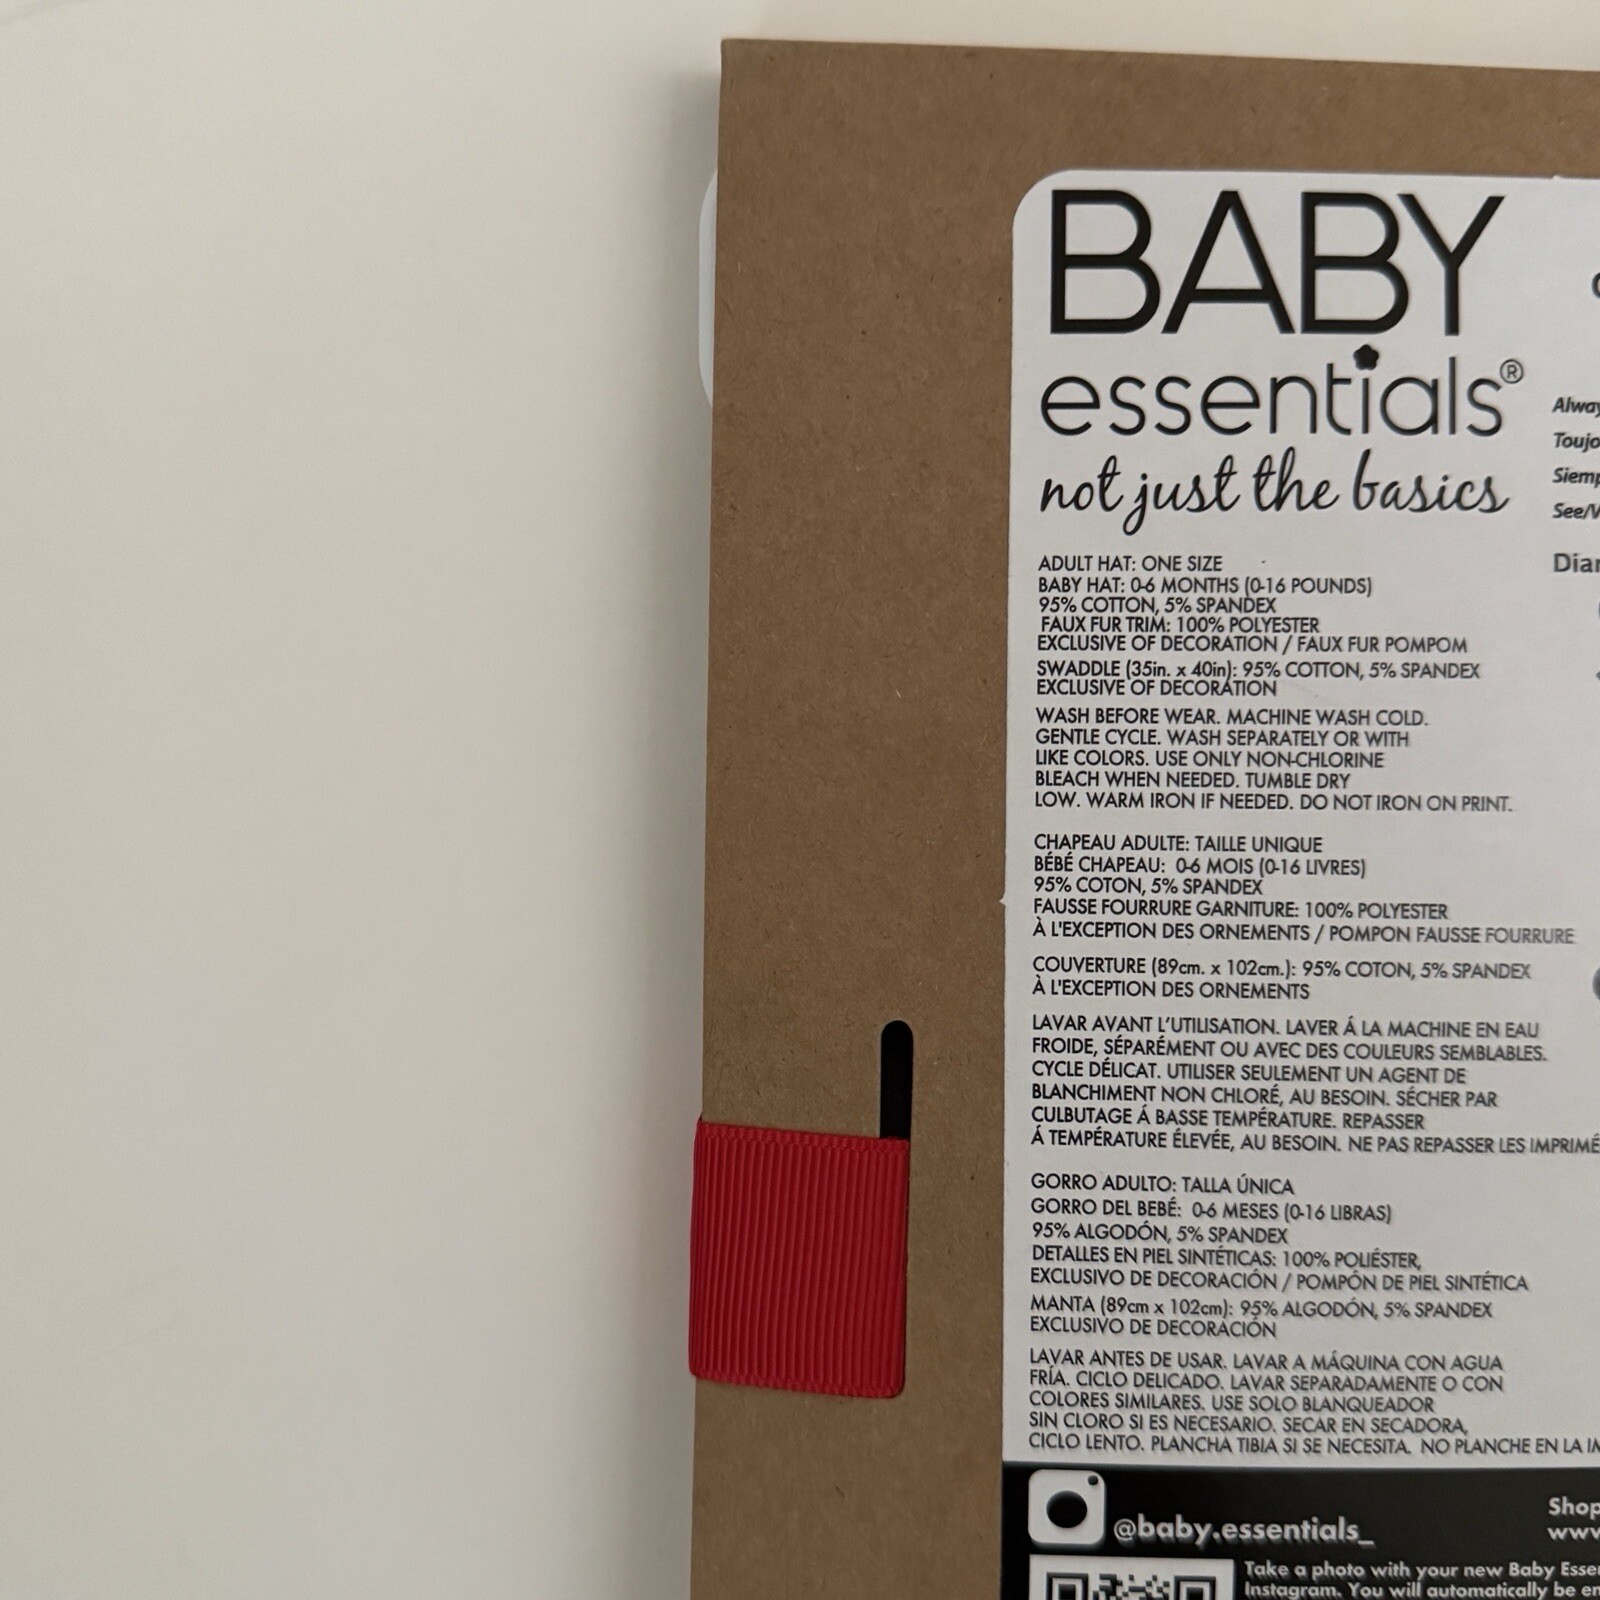 BABY
essentials®
not just the basics
ADULT HAT: ONE SIZE
BABY HAT: 0-6 MONTHS (0-16 POUNDS)
95% COTTON, 5% SPANDEX
FAUX FUR TRIM: 100% POLYESTER
EXCLUSIVE OF DECORATION / FAUX FUR POMPOM
SWADDLE (35in. x 40in): 95% COTTON, 5% SPANDEX
EXCLUSIVE OF DECORATION
WASH BEFORE WEAR. MACHINE WASH COLD.
GENTLE CYCLE. WASH SEPARATELY OR WITH
LIKE COLORS. USE ONLY NON-CHLORINE
BLEACH WHEN NEEDED. TUMBLE DRY
LOW. WARM IRON IF NEEDED. DO NOT IRON ON PRINT.
CHAPEAU ADULTE: TAILLE UNIQUE
BÉBÉ CHAPEAU: 0-6 MOIS (0-16 LIVRES)
95% COTON, 5% SPANDEX
FAUSSE FOURRURE GARNITURE: 100% POLYESTER
À L'EXCEPTION DES ORNEMENTS / POMPON FAUSSE FOURRURE
COUVERTURE (89cm. x 102cm.): 95% COTON, 5% SPANDEX
À L'EXCEPTION DES ORNEMENTS
LAVAR AVANT L'UTILISATION. LAVER Á LA MACHINE EN EAU
FROIDE, SÉPARÉMENT OU AVEC DES COULEURS SEMBLABLES.
CYCLE DÉLICAT. UTILISER SEULEMENT UN AGENT DE
BLANCHIMENT NON CHLORÉ, AU BESOIN. SÉCHER PAR
CULBUTAGE Á BASSE TEMPÉRATURE. REPASSER
Á TEMPÉRATURE ÉLEVÉE, AU BESOIN. NE PAS REPASSER LES IMPRIMÉ
GORRO ADULTO: TALLA ÚNICA
GORRO DEL BEBÉ: 0-6 MESES (0-16 LIBRAS)
95% ALGODÓN, 5% SPANDEX
DETALLES EN PIEL SINTÉTICAS: 100% POLIÉSTER,
EXCLUSIVO DE DECORACIÓN / POMPÓN DE PIEL SINTÉTICA
MANTA (89cm x 102cm): 95% ALGODÓN, 5% SPANDEX
EXCLUSIVO DE DECORACIÓN
LAVAR ANTES DE USAR. LAVAR A MÁQUINA CON AGUA
FRÍA. CICLO DELICADO. LAVAR SEPARADAMENTE O CON
COLORES SIMILARES. USE SOLO BLANQUEADOR
SIN CLORO SI ES NECESARIO. SECAR EN SECADORA,
CICLO LENTO. PLANCHA TIBIA SI SE NECESITA. NO PLANCHE EN LA IM
@baby.essentials_
Shop
www
Take a photo with your new Baby Esse
Instagram. You will automatically be en
Alway
Toujo
Siemp
See/V
Diar